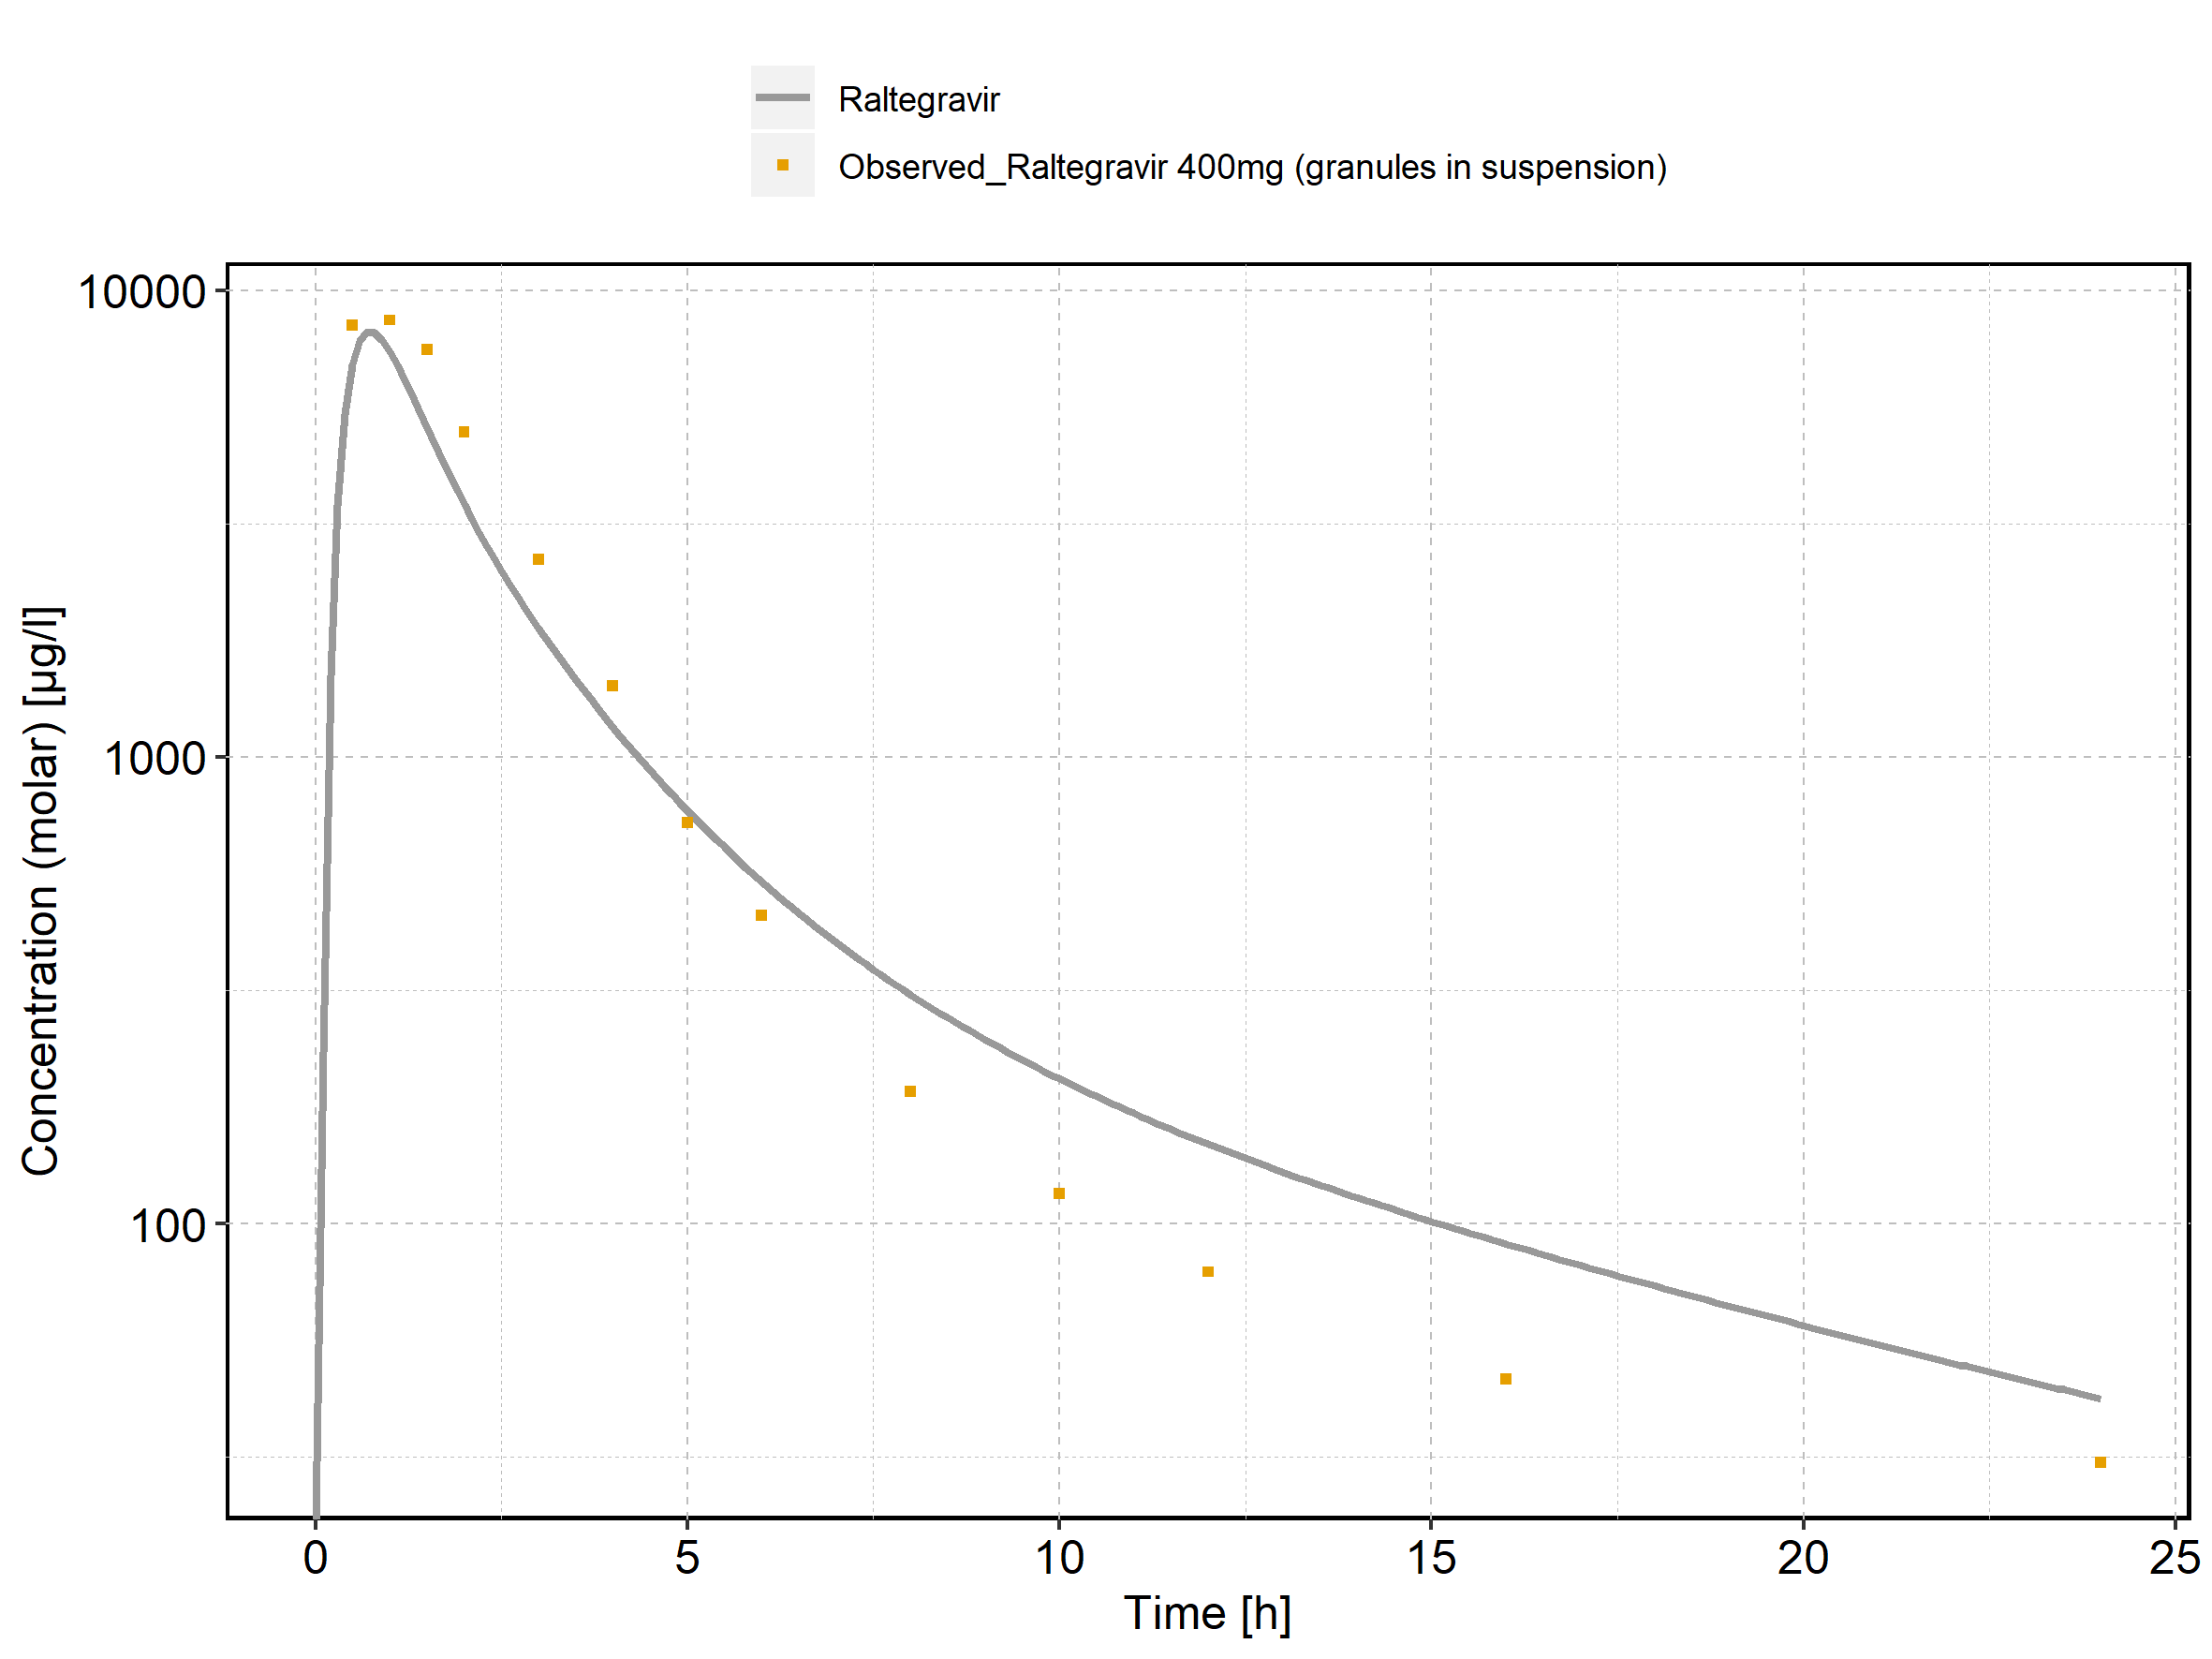 Raltegravir
Observed_Raltegravir 400mg (granules in suspension)
10000
1000
100
Concentration (molar) [µg/l]
0 5 10 15 20 25
Time [h]